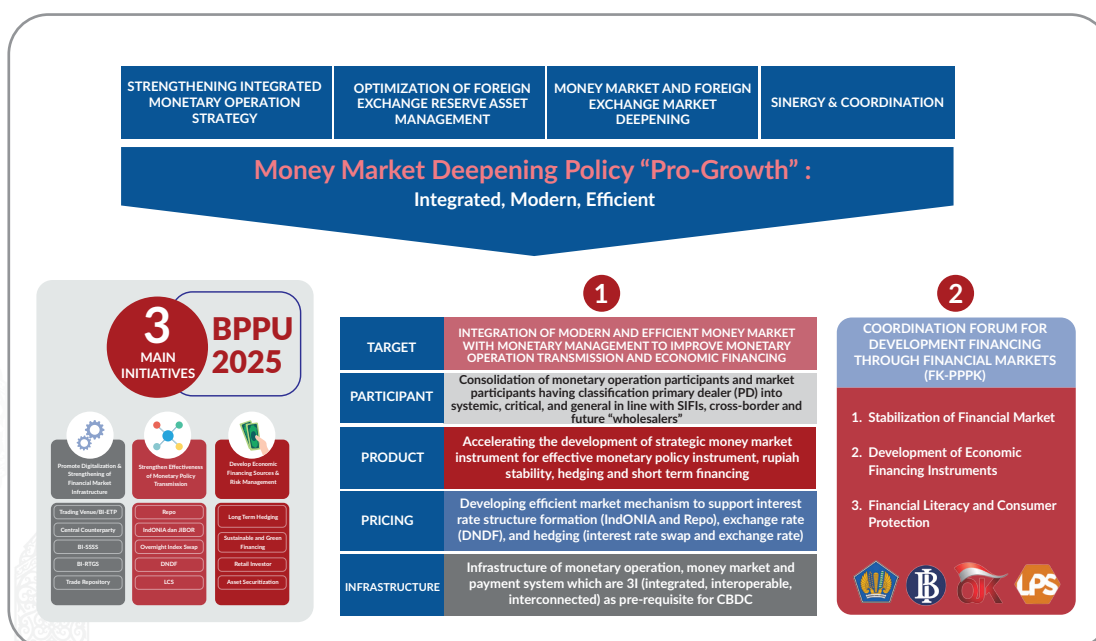 STRENGTHENING INTEGRATED
MONETARY OPERATION
STRATEGY
OPTIMIZATION OF FOREIGN
EXCHANGE RESERVE ASSET
MANAGEMENT
MONEY MARKET AND FOREIGN
EXCHANGE MARKET
DEEPENING
SINERGY & COORDINATION
Money Market Deepening Policy “Pro-Growth” :
Integrated, Modern, Efficient
3
MAIN
INITIATIVES
BPPU
2025
Promote Digitalization &
Strengthening of
Financial Market
Infrastructure
Trading Venue/BI-ETP
Central Counterparty
BI-SSSS
BI-RTGS
Trade Repository
Strengthen Effectiveness
of Monetary Policy
Transmission
Repo
IndONIA dan JIBOR
Overnight Index Swap
DNDF
LCS
Develop Economic
Financing Sources &
Risk Management
Long Term Hedging
Sustainable and Green
Financing
Retail Investor
Asset Securitization
1
TARGET
INTEGRATION OF MODERN AND EFFICIENT MONEY MARKET
WITH MONETARY MANAGEMENT TO IMPROVE MONETARY
OPERATION TRANSMISSION AND ECONOMIC FINANCING
PARTICIPANT
Consolidation of monetary operation participants and market
participants having classification primary dealer (PD) into
systemic, critical, and general in line with SIFIs, cross-border and
future “wholesalers”
PRODUCT
Accelerating the development of strategic money market
instrument for effective monetary policy instrument, rupiah
stability, hedging and short term financing
PRICING
Developing efficient market mechanism to support interest
rate structure formation (IndONIA and Repo), exchange rate
(DNDF), and hedging (interest rate swap and exchange rate)
INFRASTRUCTURE
Infrastructure of monetary operation, money market and
payment system which are 3I (integrated, interoperable,
interconnected) as pre-requisite for CBDC
2
COORDINATION FORUM FOR
DEVELOPMENT FINANCING
THROUGH FINANCIAL MARKETS
(FK-PPPK)
1. Stabilization of Financial Market
2. Development of Economic
Financing Instruments
3. Financial Literacy and Consumer
Protection
BI
OJK
LPS